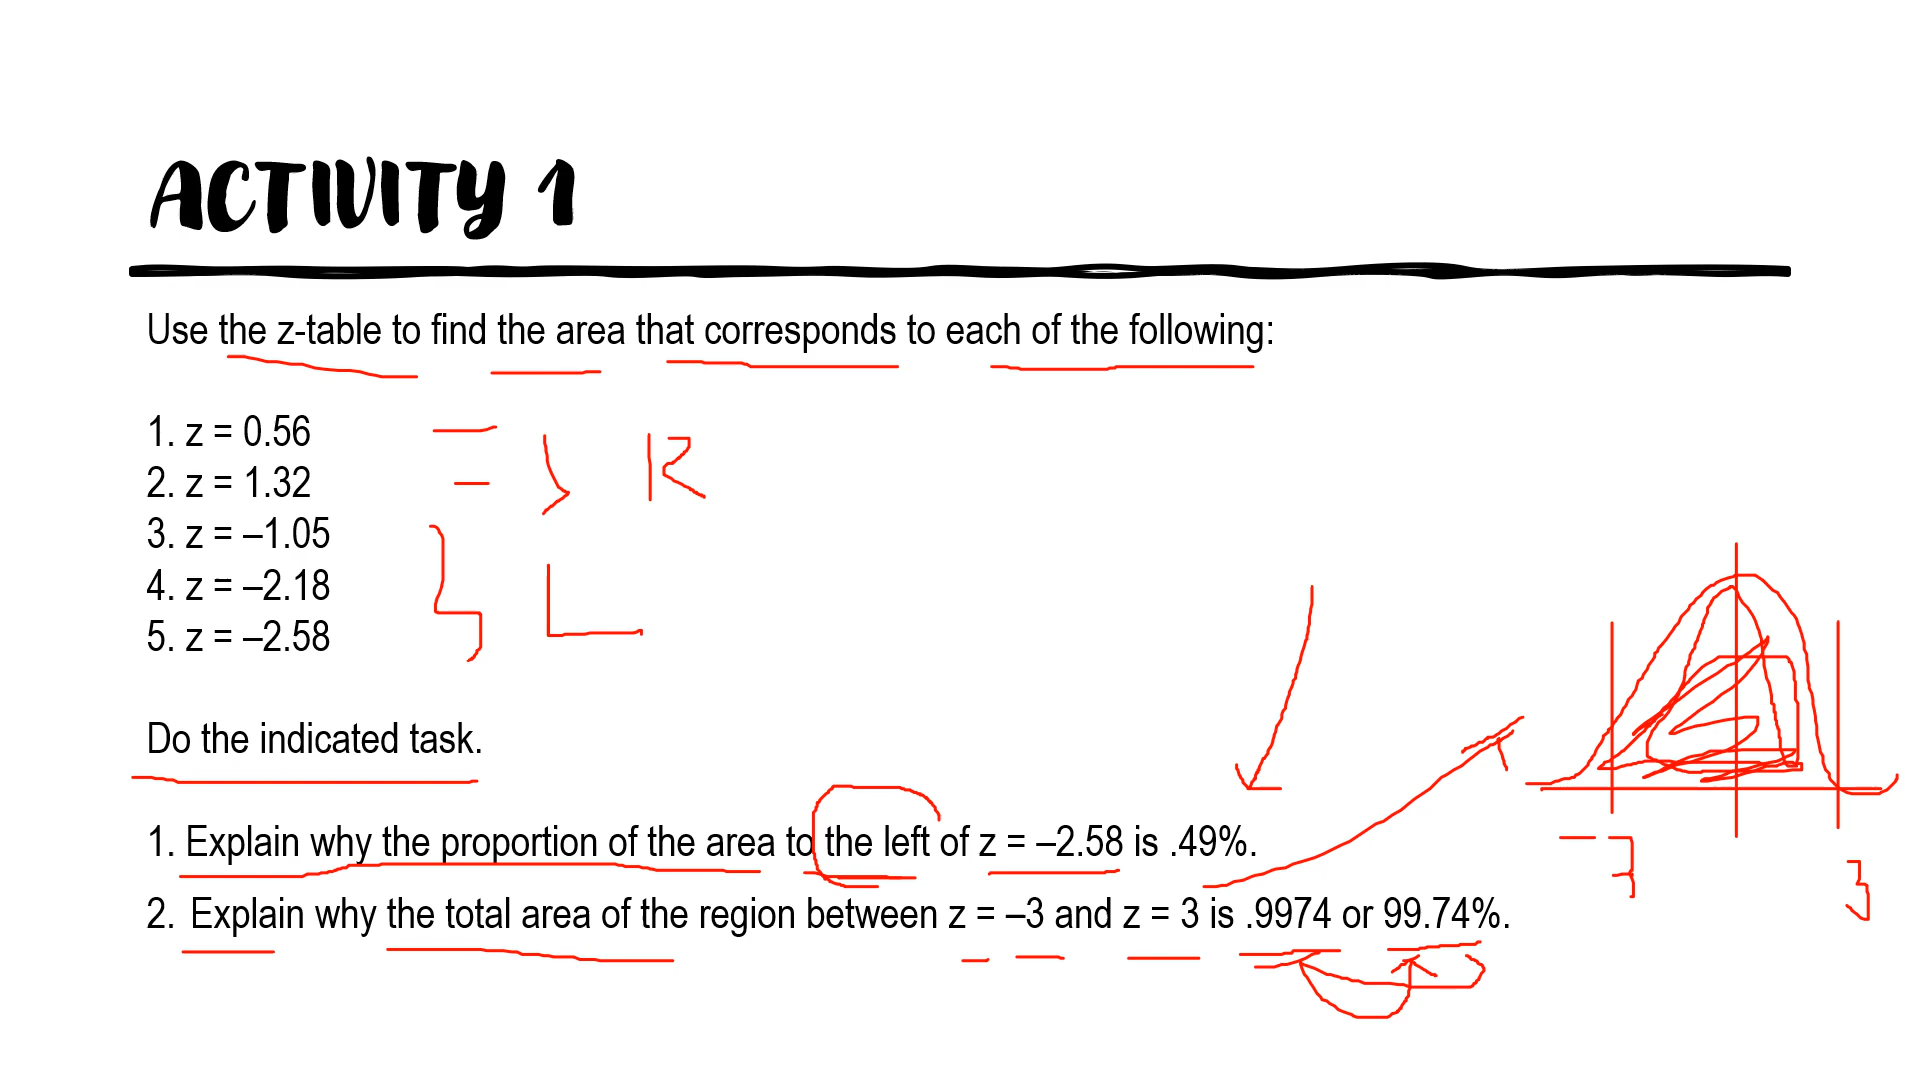 ACTIVITY 1
Use the z-table to find the area that corresponds to each of the following:
1. z = 0.56
2. z = 1.32
R
3. z = –1.05
4. z = –2.18
L
5. z = –2.58
Do the indicated task.
1. Explain why the proportion of the area to the left of z = –2.58 is .49%.
2. Explain why the total area of the region between z = –3 and z = 3 is .9974 or 99.74%.
–3
3